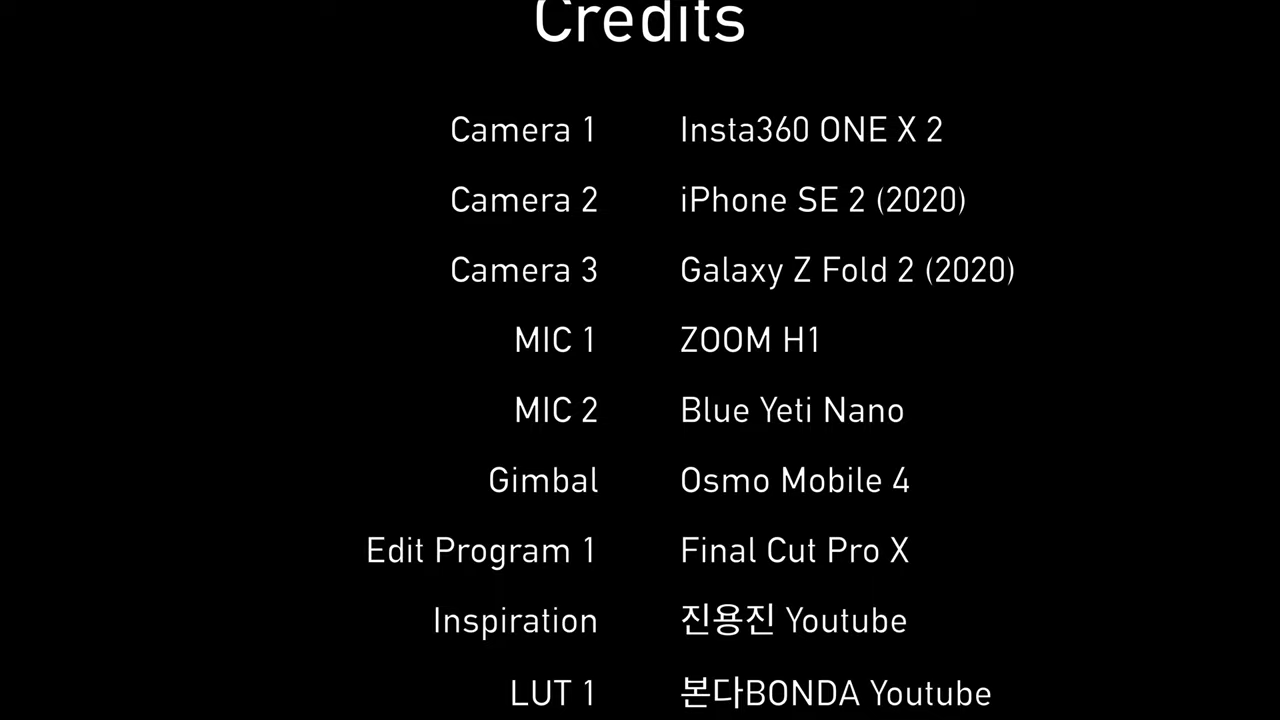 Credits
Camera 1 Insta360 ONE X 2
Camera 2 iPhone SE 2 (2020)
Camera 3 Galaxy Z Fold 2 (2020)
MIC 1 ZOOM H1
MIC 2 Blue Yeti Nano
Gimbal Osmo Mobile 4
Edit Program 1 Final Cut Pro X
Inspiration 진용진 Youtube
LUT 1 본다BONDA Youtube